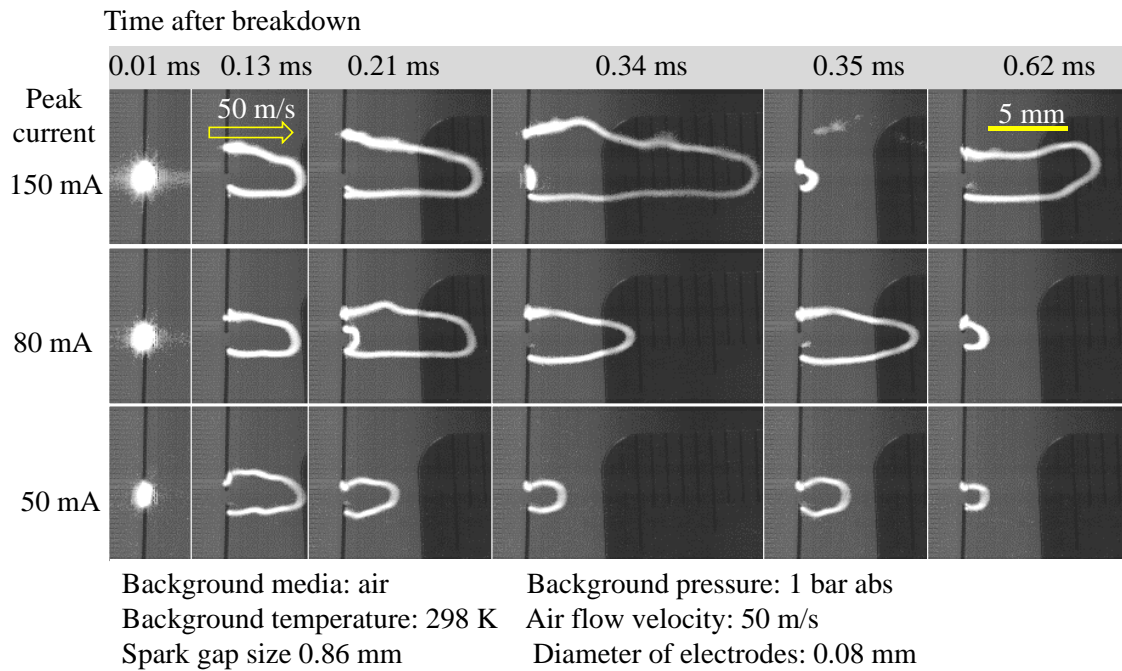 Time after breakdown
0.01 ms 0.13 ms 0.21 ms 0.34 ms 0.35 ms 0.62 ms
Peak
current
50 m/s
5 mm
150 mA
80 mA
50 mA
Background media: air Background pressure: 1 bar abs
Background temperature: 298 K Air flow velocity: 50 m/s
Spark gap size 0.86 mm Diameter of electrodes: 0.08 mm